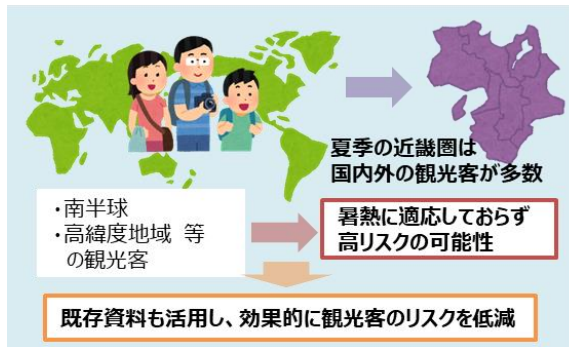 夏季の近畿圏は
国内外の観光客が多数
・南半球
・高緯度地域 等
の観光客
暑熱に適応しておらず
高リスクの可能性
既存資料も活用し、効果的に観光客のリスクを低減